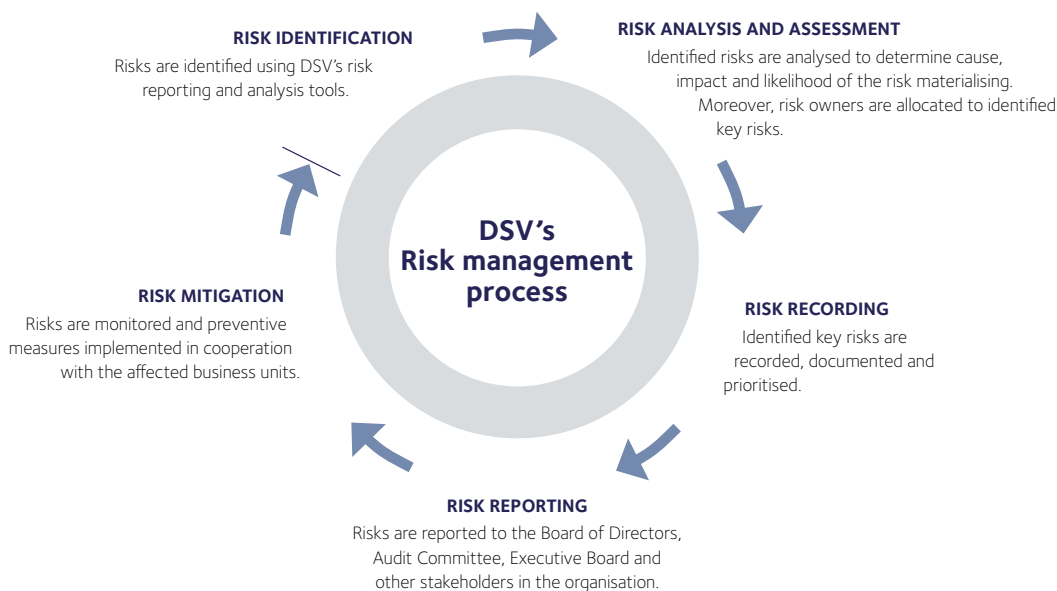 RISK IDENTIFICATION
Risks are identified using DSV's risk
reporting and analysis tools.
RISK ANALYSIS AND ASSESSMENT
Identified risks are analysed to determine cause,
impact and likelihood of the risk materialising.
Moreover, risk owners are allocated to identified
key risks.
DSV's
Risk management
process
RISK RECORDING
Identified key risks are
recorded, documented and
prioritised.
RISK REPORTING
Risks are reported to the Board of Directors,
Audit Committee, Executive Board and
other stakeholders in the organisation.
RISK MITIGATION
Risks are monitored and preventive
measures implemented in cooperation
with the affected business units.